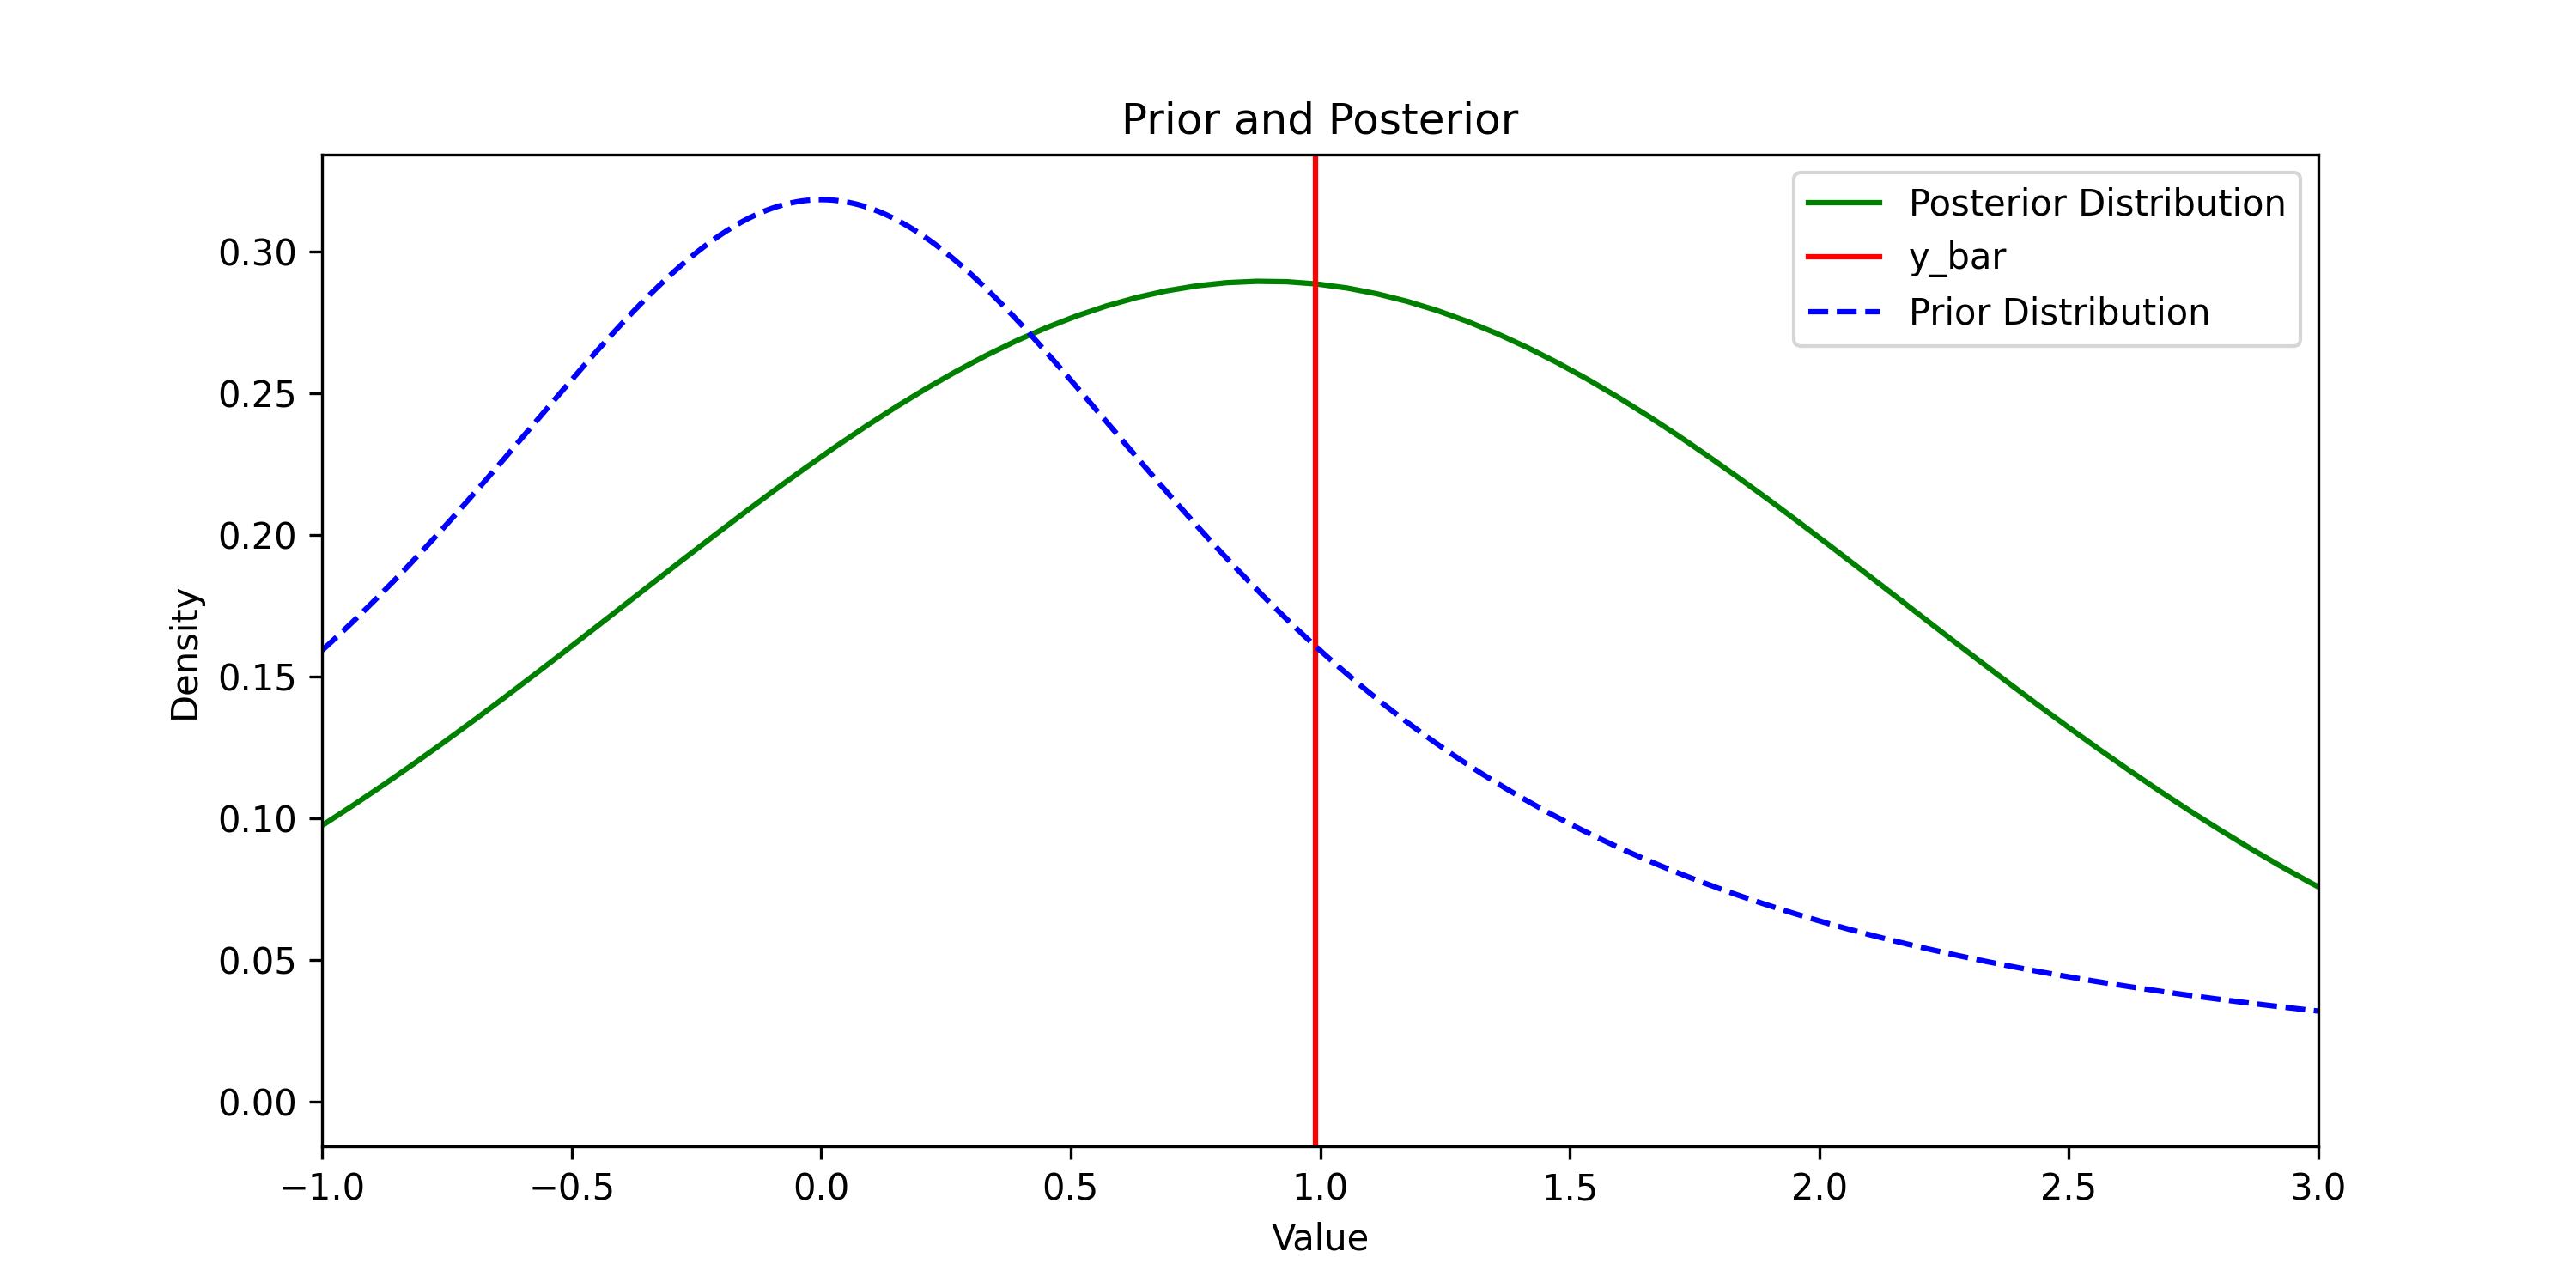 Prior and Posterior
Posterior Distribution
y_bar
Prior Distribution
Density
0.30
0.25
0.20
0.15
0.10
0.05
0.00
−1.0 −0.5 0.0 0.5 1.0 1.5 2.0 2.5 3.0
Value